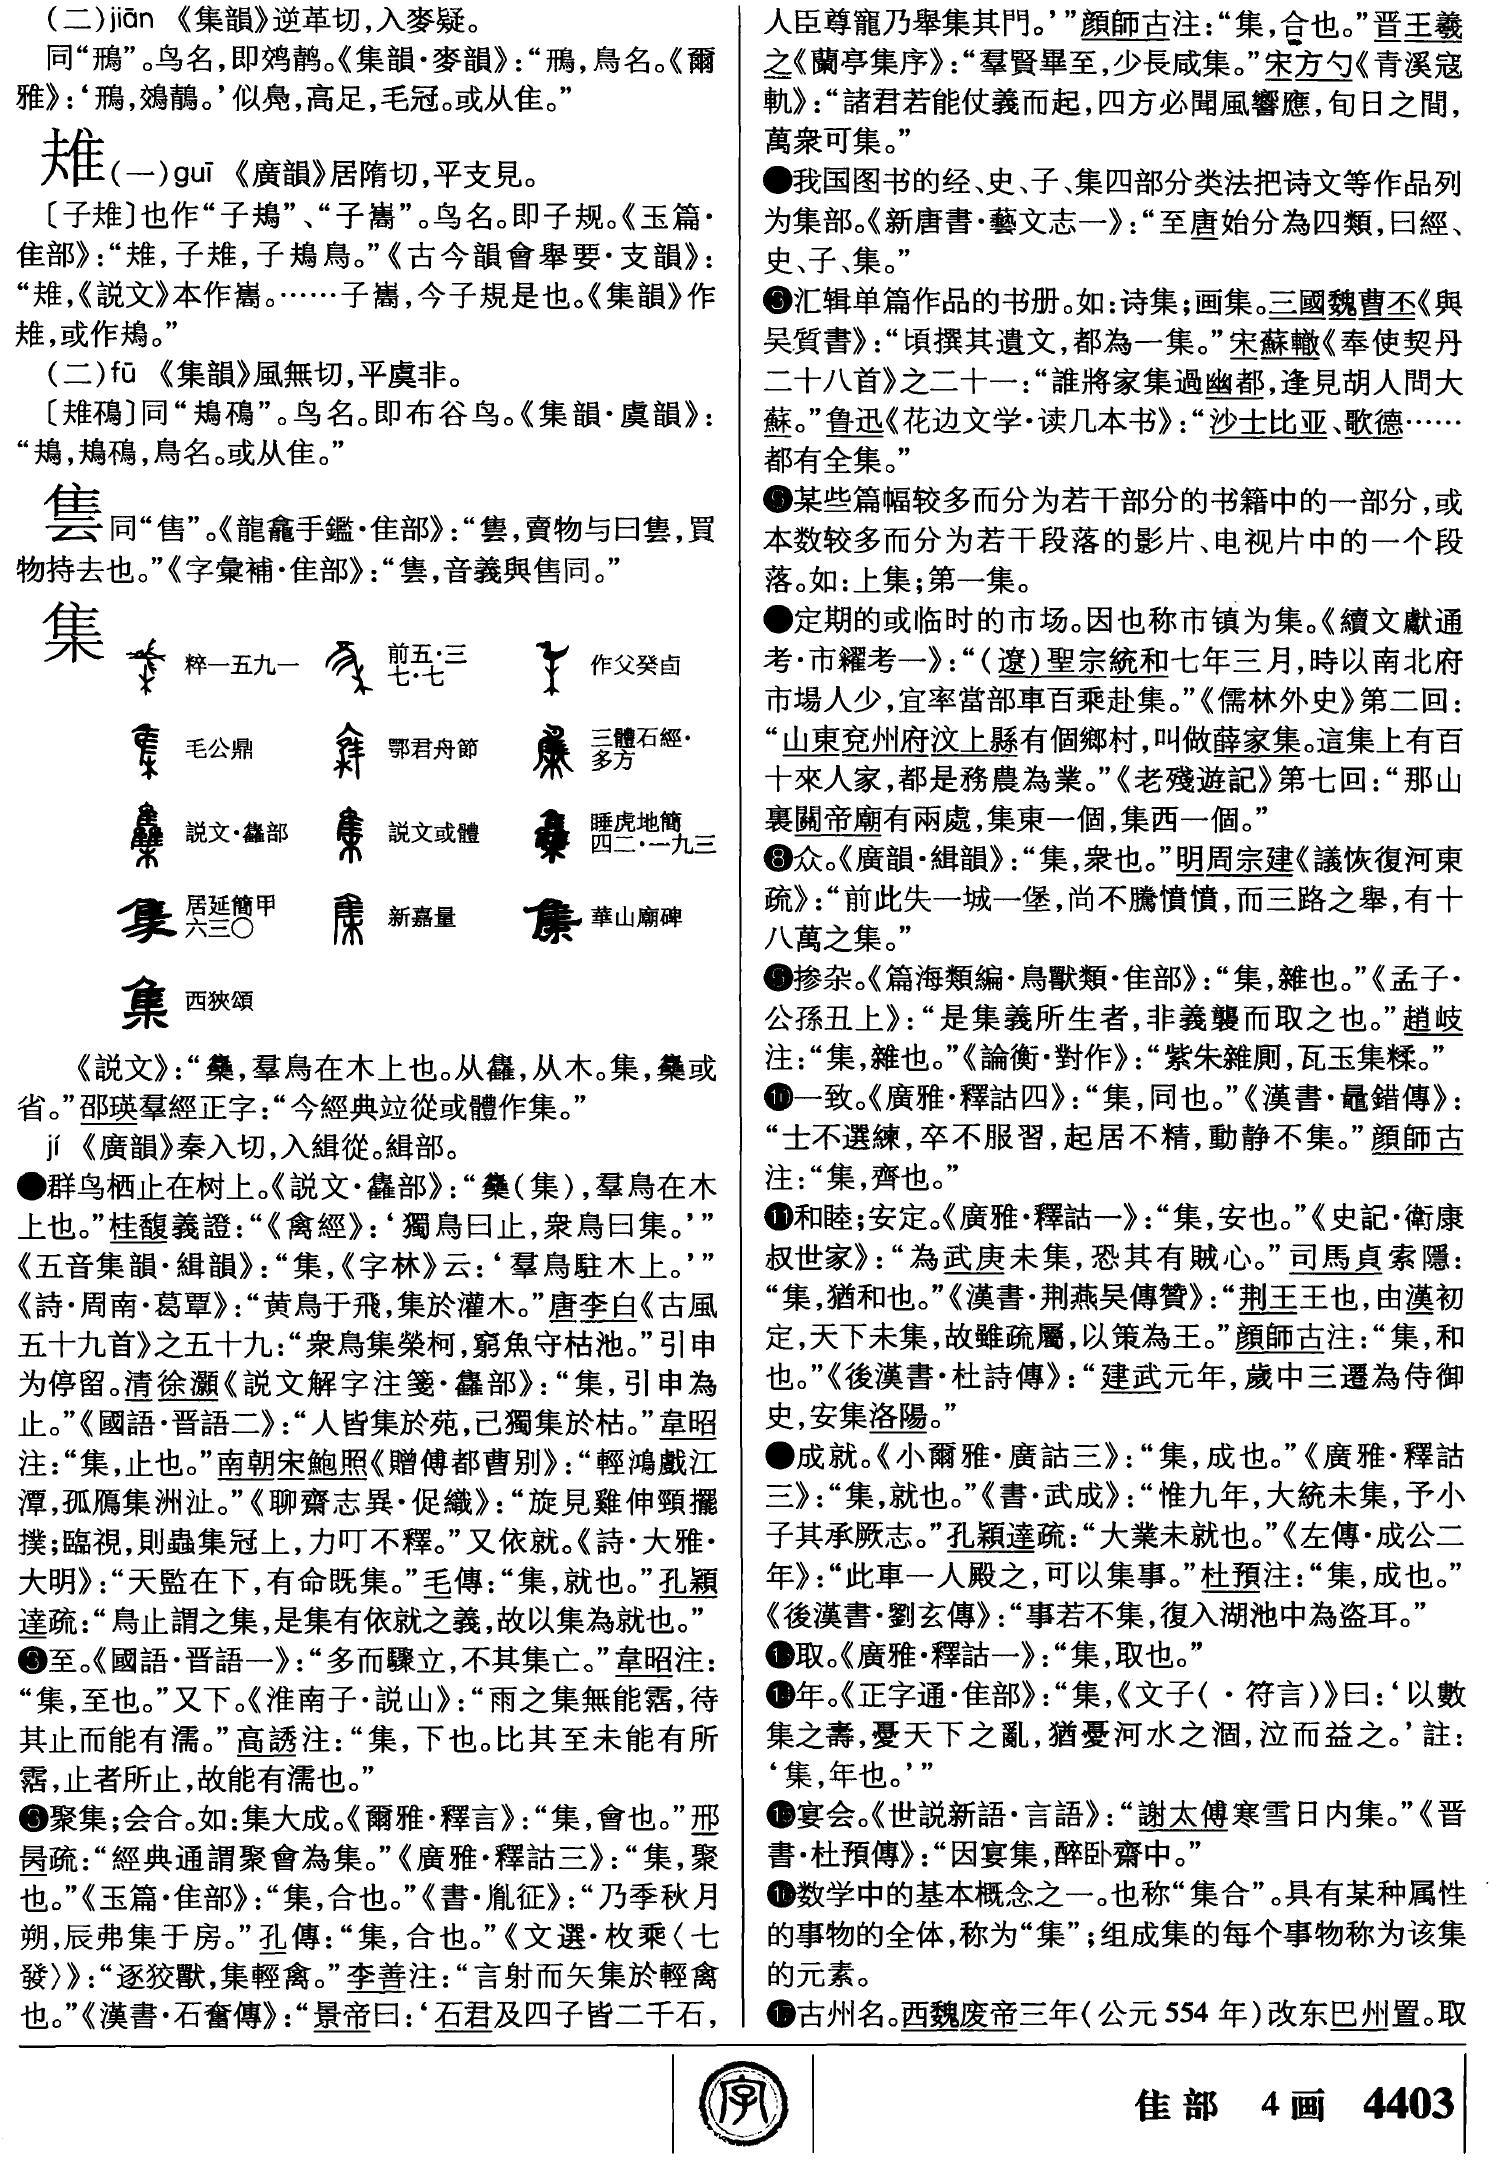 (二)jiān 《集韻》逆革切,入麥疑。
同“鳽”。鸟名,即䴔䴖。《集韻·麥韻》:“鳽,鳥名。《爾
雅》:‘鳽,鵁鶄。’似鳧,高足,毛冠。或从隹。”
(一)guī 《廣韻》居隋切,平支見。
〔子䧱〕也作“子鳺”、“子巂”。鸟名。即子规。《玉篇·
隹部》:“䧱,子䧱,子鳺鳥。”《古今韻會舉要·支韻》:
“䧱,《説文》本作巂。……子巂,今子規是也。《集韻》作
䧱,或作鳺。”
(二)fū 《集韻》風無切,平虞非。
〔䧱鴀〕同“鳺鴀”。鸟名。即布谷鸟。《集韻·虞韻》:
“鳺,鳺鴀,鳥名。或从隹。”
同“售”。《龍龕手鑑·隹部》:“𨿽,賣物与曰𨿽,買
物持去也。”《字彙補·隹部》:“𨿽,音義與售同。”
集
粹一五九一 前五·三七·七 作父癸卣
毛公鼎 鄂君舟節 三體石經·多方
説文·雥部 説文或體 睡虎地簡四二·一九三
居延簡甲六三〇 新嘉量 華山廟碑
西狹頌
《説文》:“雧,羣鳥在木上也。从雥,从木。集,雧或
省。”邵瑛羣經正字:“今經典竝從或體作集。”
jí 《廣韻》秦入切,入緝從。緝部。
●群鸟栖止在树上。《説文·雥部》:“雧(集),羣鳥在木
上也。”桂馥義證:“《禽經》:‘獨鳥曰止,衆鳥曰集。’”
《五音集韻·緝韻》:“集,《字林》云:‘羣鳥駐木上。’”
《詩·周南·葛覃》:“黄鳥于飛,集於灌木。”唐李白《古風
五十九首》之五十九:“衆鳥集榮柯,窮魚守枯池。”引申
为停留。清徐灝《説文解字注箋·雥部》:“集,引申為
止。”《國語·晋語二》:“人皆集於苑,己獨集於枯。”韋昭
注:“集,止也。”南朝宋鮑照《贈傅都曹别》:“輕鴻戲江
潭,孤鴈集洲沚。”《聊齋志異·促織》:“旋見雞伸頸擺
撲;臨視,則蟲集冠上,力叮不釋。”又依就。《詩·大雅·
大明》:“天監在下,有命既集。”毛傳:“集,就也。”孔穎
達疏:“鳥止謂之集,是集有依就之義,故以集為就也。”
❸至。《國語·晋語一》:“多而驟立,不其集亡。”韋昭注:
“集,至也。”又下。《淮南子·説山》:“雨之集無能霑,待
其止而能有濡。”高誘注:“集,下也。比其至未能有所
霑,止者所止,故能有濡也。”
❸聚集;会合。如:集大成。《爾雅·釋言》:“集,會也。”邢
昺疏:“經典通謂聚會為集。”《廣雅·釋詁三》:“集,聚
也。”《玉篇·隹部》:“集,合也。”《書·胤征》:“乃季秋月
朔,辰弗集于房。”孔傳:“集,合也。”《文選·枚乘〈七
發〉》:“逐狡獸,集輕禽。”李善注:“言射而矢集於輕禽
也。”《漢書·石奮傳》:“景帝曰:‘石君及四子皆二千石,
人臣尊寵乃舉集其門。’”顔師古注:“集,合也。”晋王羲
之《蘭亭集序》:“羣賢畢至,少長咸集。”宋方勺《青溪寇
軌》:“諸君若能仗義而起,四方必聞風響應,旬日之間,
萬衆可集。”
●我国图书的经、史、子、集四部分类法把诗文等作品列
为集部。《新唐書·藝文志一》:“至唐始分為四類,曰經、
史、子、集。”
❸汇辑单篇作品的书册。如:诗集;画集。三國魏曹丕《與
吴質書》:“頃撰其遺文,都為一集。”宋蘇轍《奉使契丹
二十八首》之二十一:“誰將家集過幽都,逢見胡人問大
蘇。”鲁迅《花边文学·读几本书》:“沙士比亚、歌德……
都有全集。”
❻某些篇幅较多而分为若干部分的书籍中的一部分,或
本数较多而分为若干段落的影片、电视片中的一个段
落。如:上集;第一集。
●定期的或临时的市场。因也称市镇为集。《續文獻通
考·市糴考一》:“(遼)聖宗統和七年三月,時以南北府
市場人少,宜率當部車百乘赴集。”《儒林外史》第二回:
“山東兗州府汶上縣有個鄉村,叫做薛家集。這集上有百
十來人家,都是務農為業。”《老殘遊記》第七回:“那山
裏關帝廟有兩處,集東一個,集西一個。”
❽众。《廣韻·緝韻》:“集,衆也。”明周宗建《議恢復河東
疏》:“前此失一城一堡,尚不騰憤憤,而三路之舉,有十
八萬之集。”
❾掺杂。《篇海類編·鳥獸類·隹部》:“集,雜也。”《孟子·
公孫丑上》:“是集義所生者,非義襲而取之也。”趙岐
注:“集,雜也。”《論衡·對作》:“紫朱雜厠,瓦玉集糅。”
❿一致。《廣雅·釋詁四》:“集,同也。”《漢書·鼂錯傳》:
“士不選練,卒不服習,起居不精,動静不集。”顔師古
注:“集,齊也。”
⓫和睦;安定。《廣雅·釋詁一》:“集,安也。”《史記·衛康
叔世家》:“為武庚未集,恐其有賊心。”司馬貞索隱:
“集,猶和也。”《漢書·荆燕吴傳贊》:“荆王王也,由漢初
定,天下未集,故雖疏屬,以策為王。”顔師古注:“集,和
也。”《後漢書·杜詩傳》:“建武元年,歲中三遷為侍御
史,安集洛陽。”
●成就。《小爾雅·廣詁三》:“集,成也。”《廣雅·釋詁
三》:“集,就也。”《書·武成》:“惟九年,大統未集,予小
子其承厥志。”孔穎達疏:“大業未就也。”《左傳·成公二
年》:“此車一人殿之,可以集事。”杜預注:“集,成也。”
《後漢書·劉玄傳》:“事若不集,復入湖池中為盗耳。”
⓭取。《廣雅·釋詁一》:“集,取也。”
⓮年。《正字通·隹部》:“集,《文子(·符言)》曰:‘以數
集之壽,憂天下之亂,猶憂河水之涸,泣而益之。’註:
‘集,年也。’”
⓯宴会。《世説新語·言語》:“謝太傅寒雪日内集。”《晋
書·杜預傳》:“因宴集,醉卧齋中。”
⓰数学中的基本概念之一。也称“集合”。具有某种属性
的事物的全体,称为“集”;组成集的每个事物称为该集
的元素。
⓱古州名。西魏废帝三年(公元 554 年)改东巴州置。取
字
隹部 4画 4403